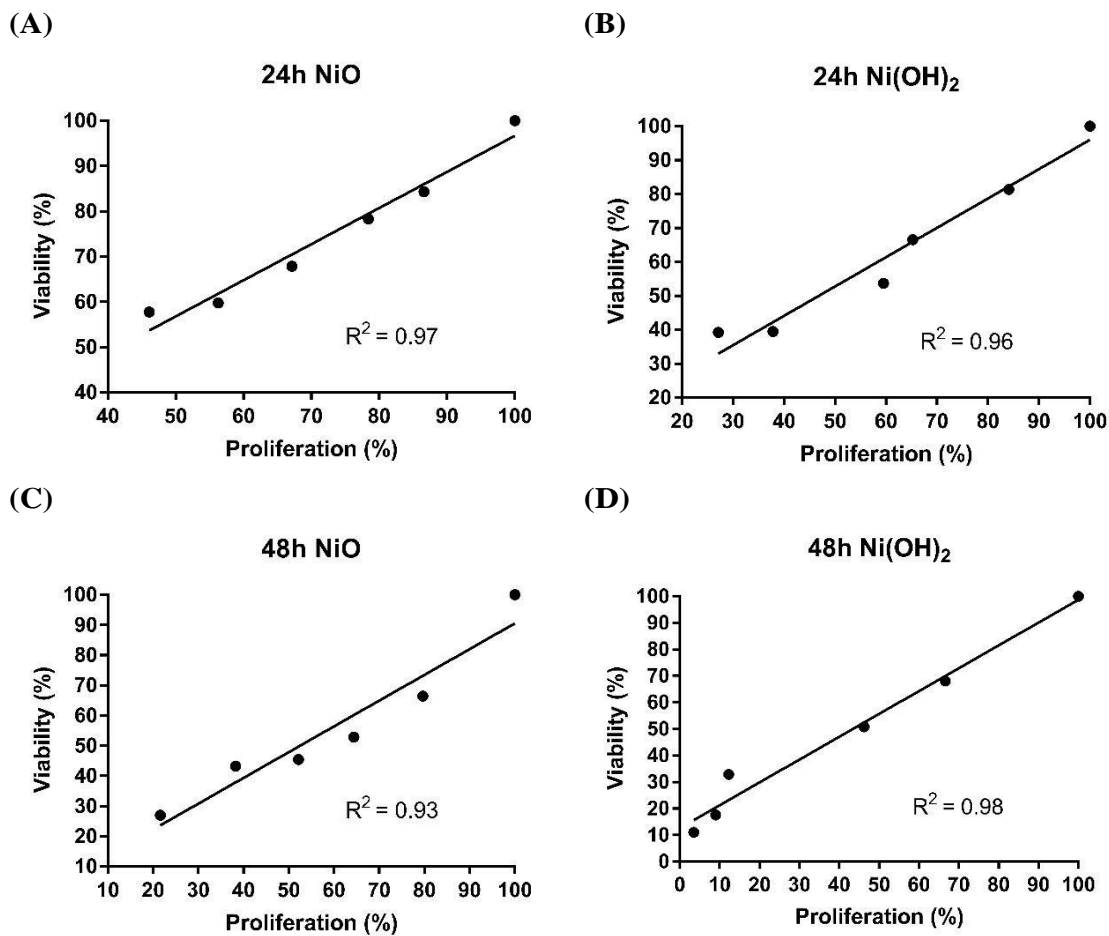 (A)
24h NiO
Viability (%)
100
90
80
70
60
50
40
R² = 0.97
40 50 60 70 80 90 100
Proliferation (%)
(B)
24h Ni(OH)₂
Viability (%)
100
90
80
70
60
50
40
30
20
R² = 0.96
20 30 40 50 60 70 80 90 100
Proliferation (%)
(C)
48h NiO
Viability (%)
100
90
80
70
60
50
40
30
20
10
R² = 0.93
10 20 30 40 50 60 70 80 90 100
Proliferation (%)
(D)
48h Ni(OH)₂
Viability (%)
100
90
80
70
60
50
40
30
20
10
0
R² = 0.98
0 10 20 30 40 50 60 70 80 90 100
Proliferation (%)